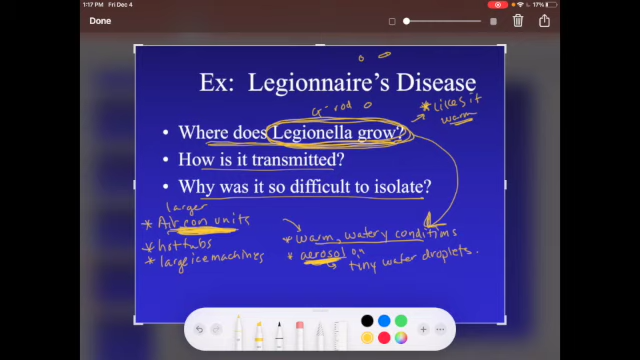 1:17 PM Fri Dec 4
17%
Done
Ex: Legionnaire's Disease
G- rod
* Likes it
warm
• Where does Legionella grow?
• How is it transmitted?
• Why was it so difficult to isolate?
larger
* Air con units
* hot tubs
* large ice machines
* warm, watery conditions
* aerosol
tiny water droplets.